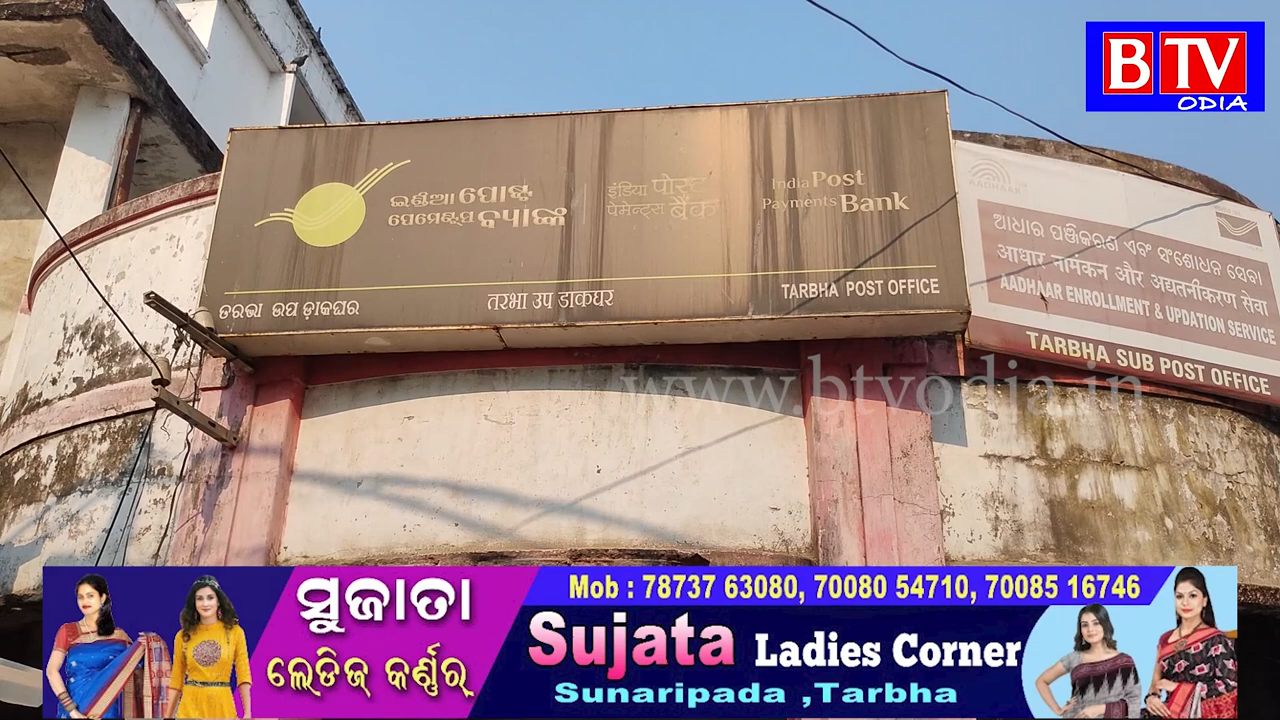 BTV
ODIA
ଇଣ୍ଡିଆ ପୋଷ୍ଟ
ପେମେଣ୍ଟ୍ସ ବ୍ୟାଙ୍କ
इंडिया पोस्ट
पेमेन्ट्स बैंक
India Post
Payments Bank
ତରଭା ଉପ ଡ଼ାକଘର
तरभा उप डाकघर
TARBHA POST OFFICE
AADHAAR
ଆଧାର ପଞ୍ଜିକରଣ ଏବଂ ସଂଶୋଧନ ସେବା
आधार नामांकन और अद्यतनीकरण सेवा
AADHAAR ENROLLMENT & UPDATION SERVICE
TARBHA SUB POST OFFICE
www.btvodia.in
ସୁଜାତା
ଲେଡିଜ୍ କର୍ଣ୍ଣର୍
Mob : 78737 63080, 70080 54710, 70085 16746
Sujata Ladies Corner
Sunaripada ,Tarbha